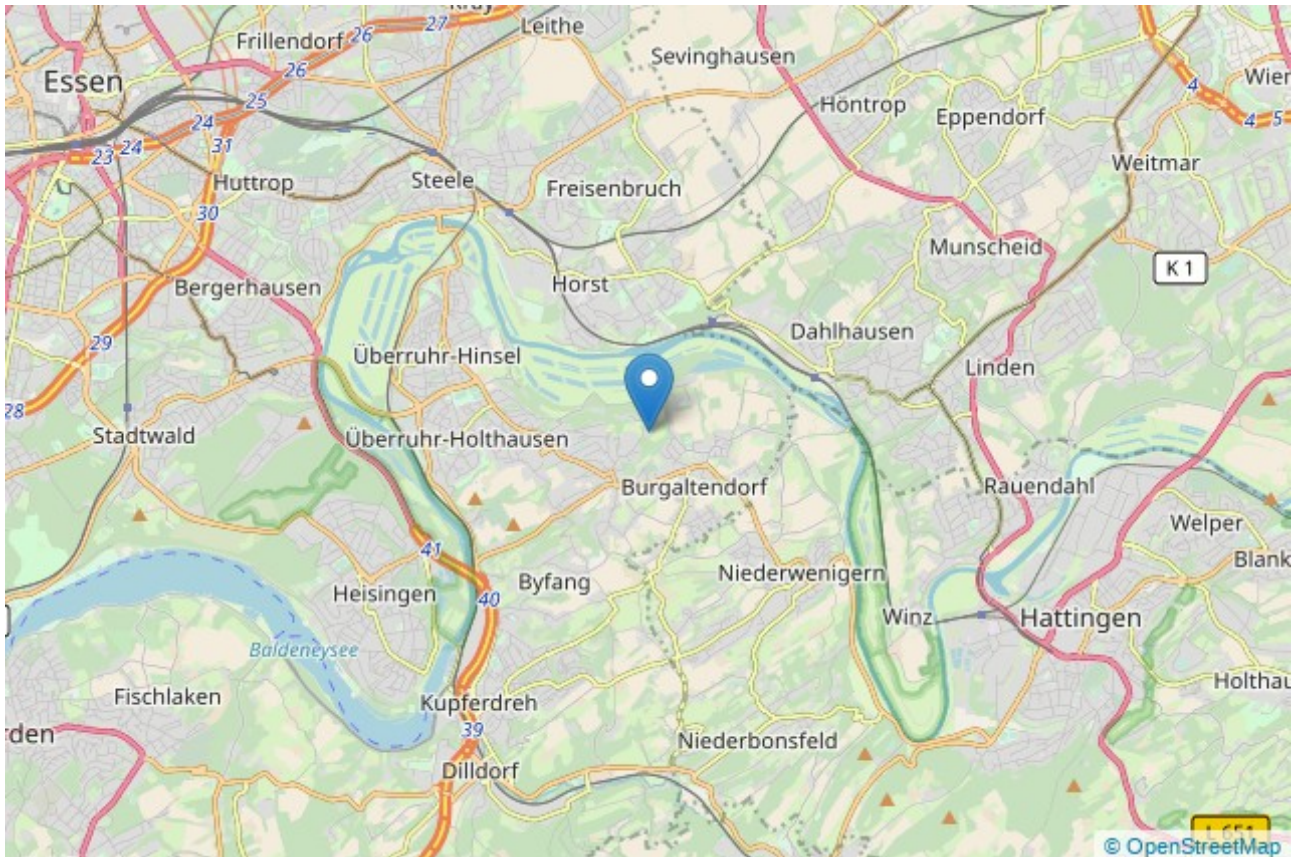 Kray
26
27
Leithe
Frillendorf
Sevinghausen
26
Essen
Wier
25
Höntrop
4
24
Eppendorf
4
5
23
24
31
Weitmar
Steele
Huttrop
Freisenbruch
30
Munscheid
K 1
Bergerhausen
Horst
Dahlhausen
29
Überruhr-Hinsel
Linden
28
Stadtwald
Überruhr-Holthausen
Burgaltendorf
Rauendahl
Welper
41
Blank
Heisingen
Byfang
Niederwenigern
40
Winz
Hattingen
Baldeneysee
Holthau
Fischlaken
Kupferdreh
rden
39
Niederbonsfeld
Dilldorf
L 651
© OpenStreetMap